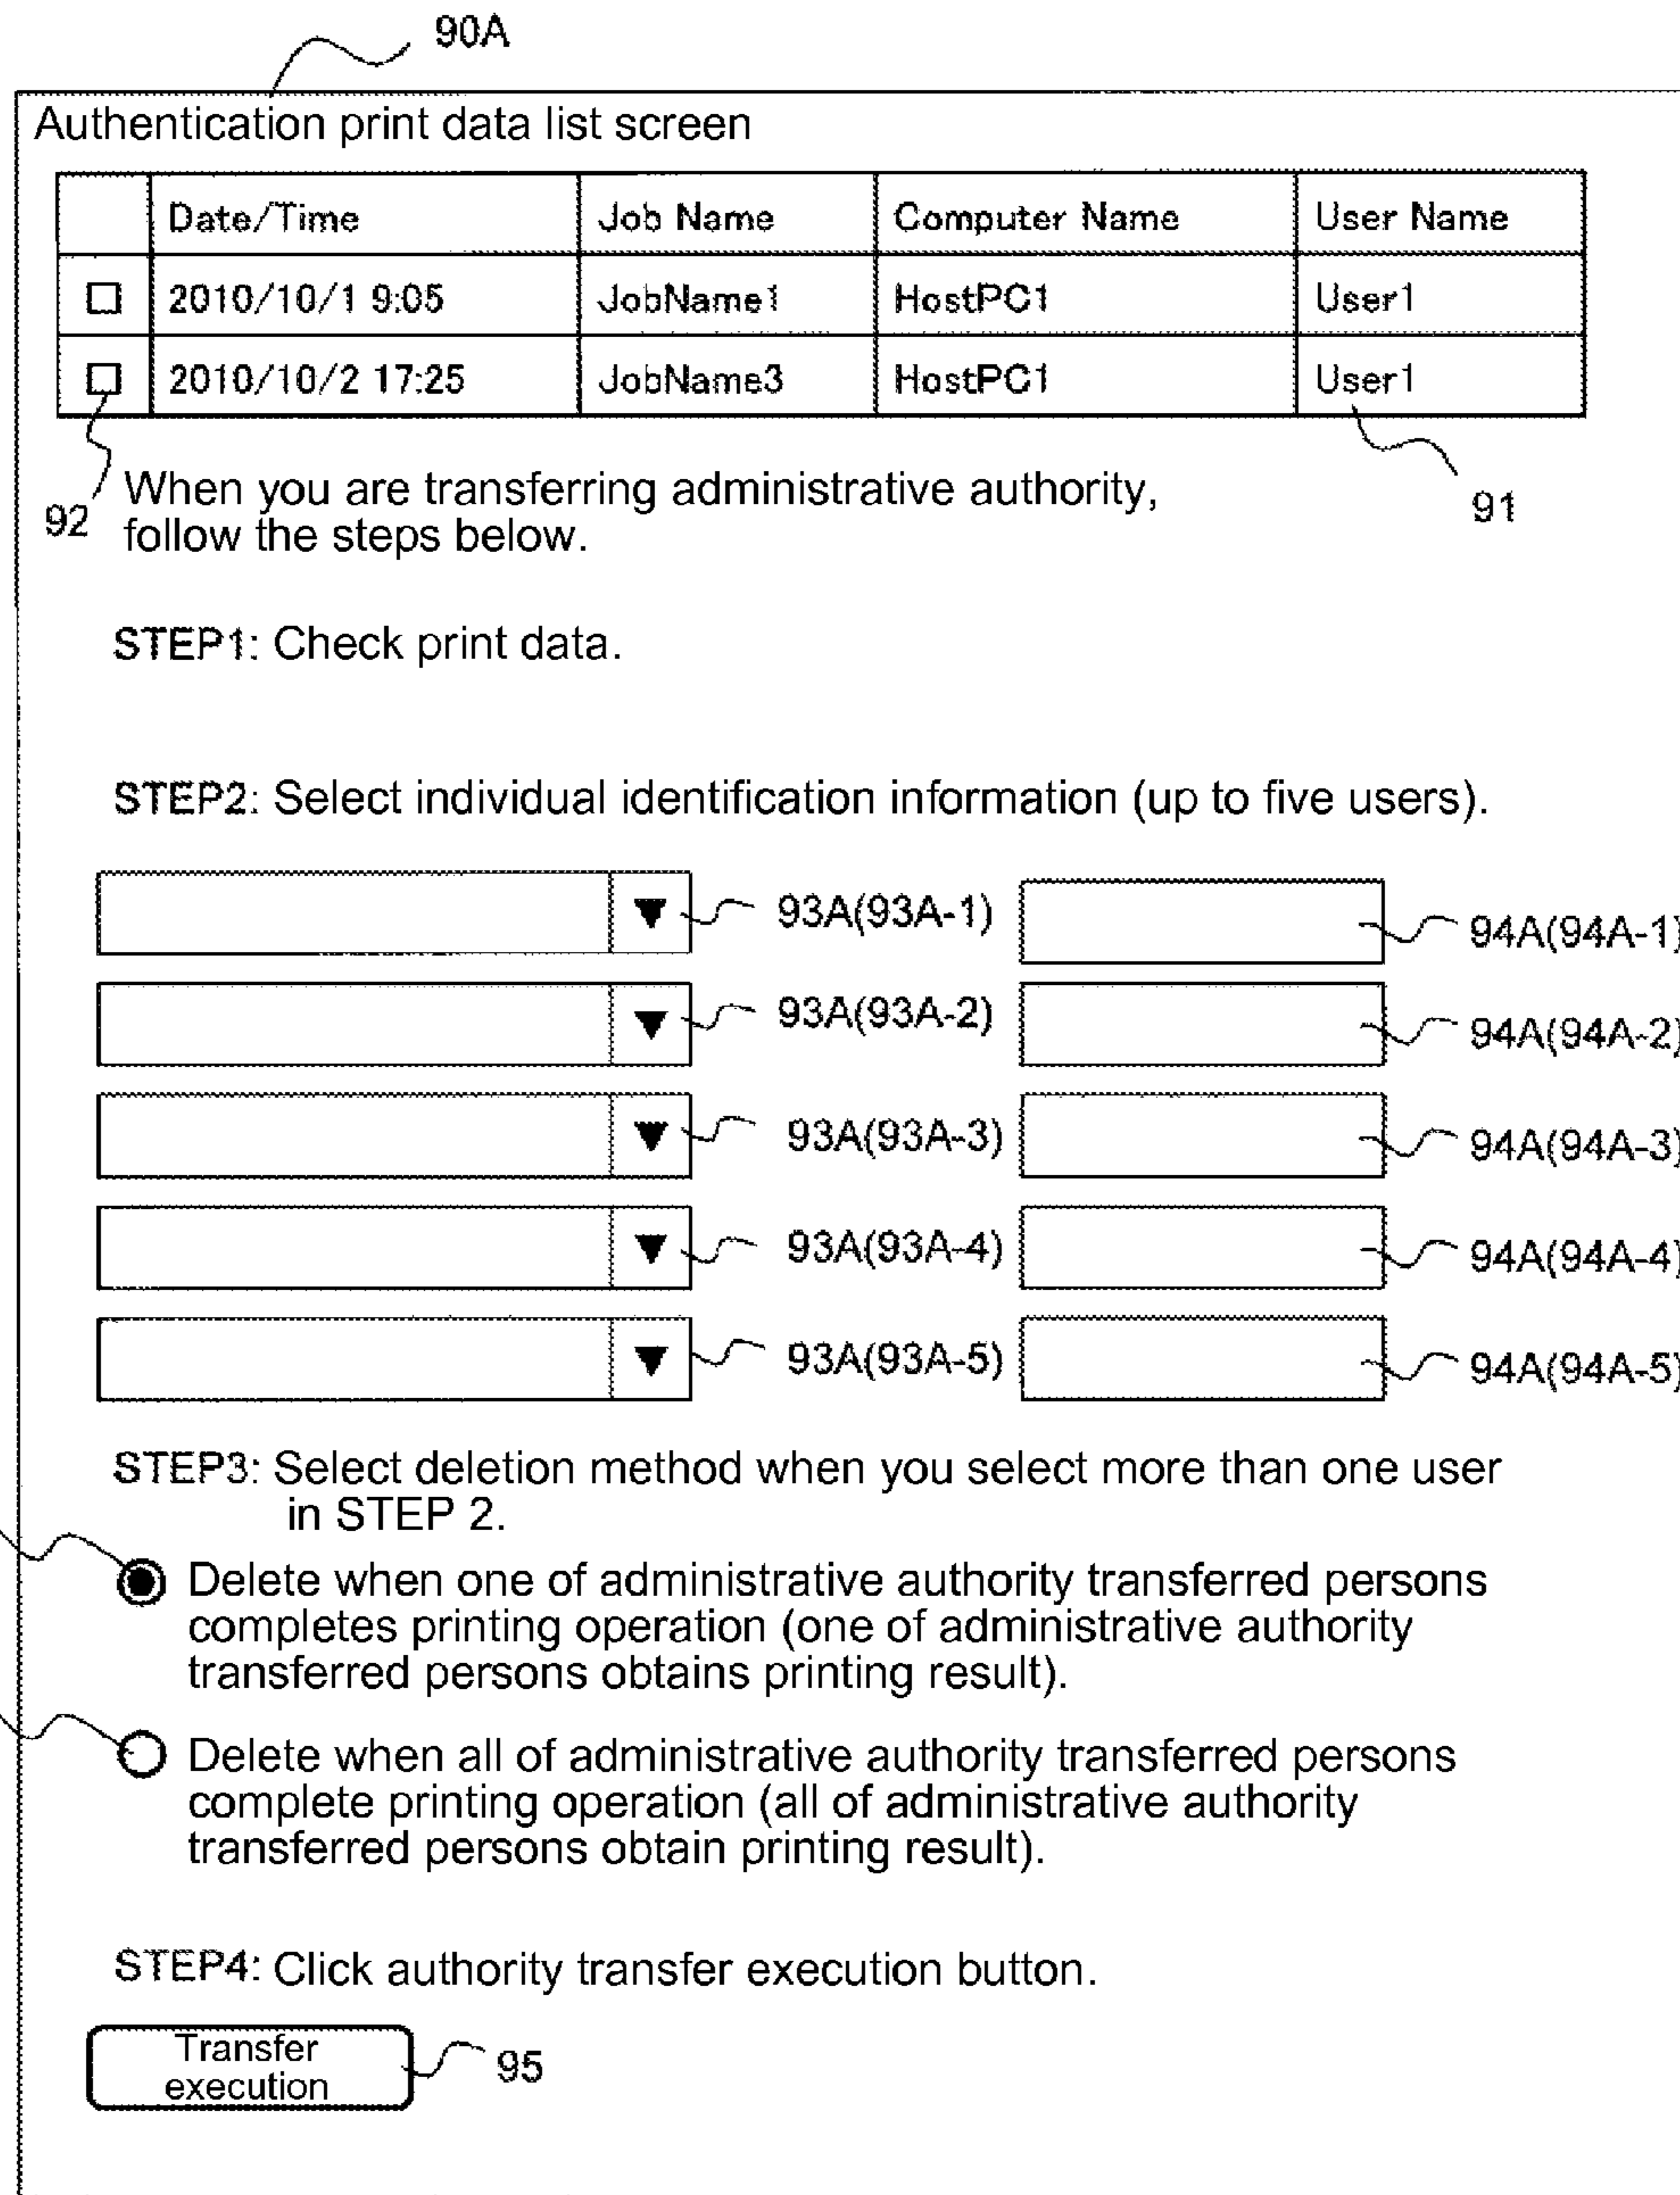 90A
Authentication print data list screen
Date/Time Job Name Computer Name User Name
2010/10/1 9:05 JobName1 HostPC1 User1
2010/10/2 17:25 JobName3 HostPC1 User1
92
91
When you are transferring administrative authority,
follow the steps below.
STEP1: Check print data.
STEP2: Select individual identification information (up to five users).
93A(93A-1) 94A(94A-1)
93A(93A-2) 94A(94A-2)
93A(93A-3) 94A(94A-3)
93A(93A-4) 94A(94A-4)
93A(93A-5) 94A(94A-5)
STEP3: Select deletion method when you select more than one user
in STEP 2.
Delete when one of administrative authority transferred persons
completes printing operation (one of administrative authority
transferred persons obtains printing result).
Delete when all of administrative authority transferred persons
complete printing operation (all of administrative authority
transferred persons obtain printing result).
STEP4: Click authority transfer execution button.
Transfer
execution
95